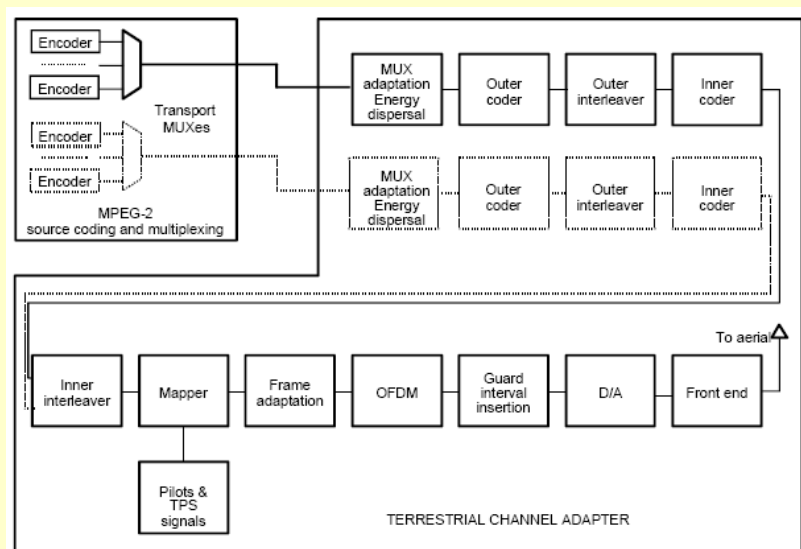 Encoder
Encoder
Transport
MUXes
Encoder
Encoder
MPEG-2
source coding and multiplexing
MUX
adaptation
Energy
dispersal
Outer
coder
Outer
interleaver
Inner
coder
MUX
adaptation
Energy
dispersal
Outer
coder
Outer
interleaver
Inner
coder
To aerial
Inner
interleaver
Mapper
Frame
adaptation
OFDM
Guard
interval
insertion
D/A
Front end
Pilots &
TPS
signals
TERRESTRIAL CHANNEL ADAPTER